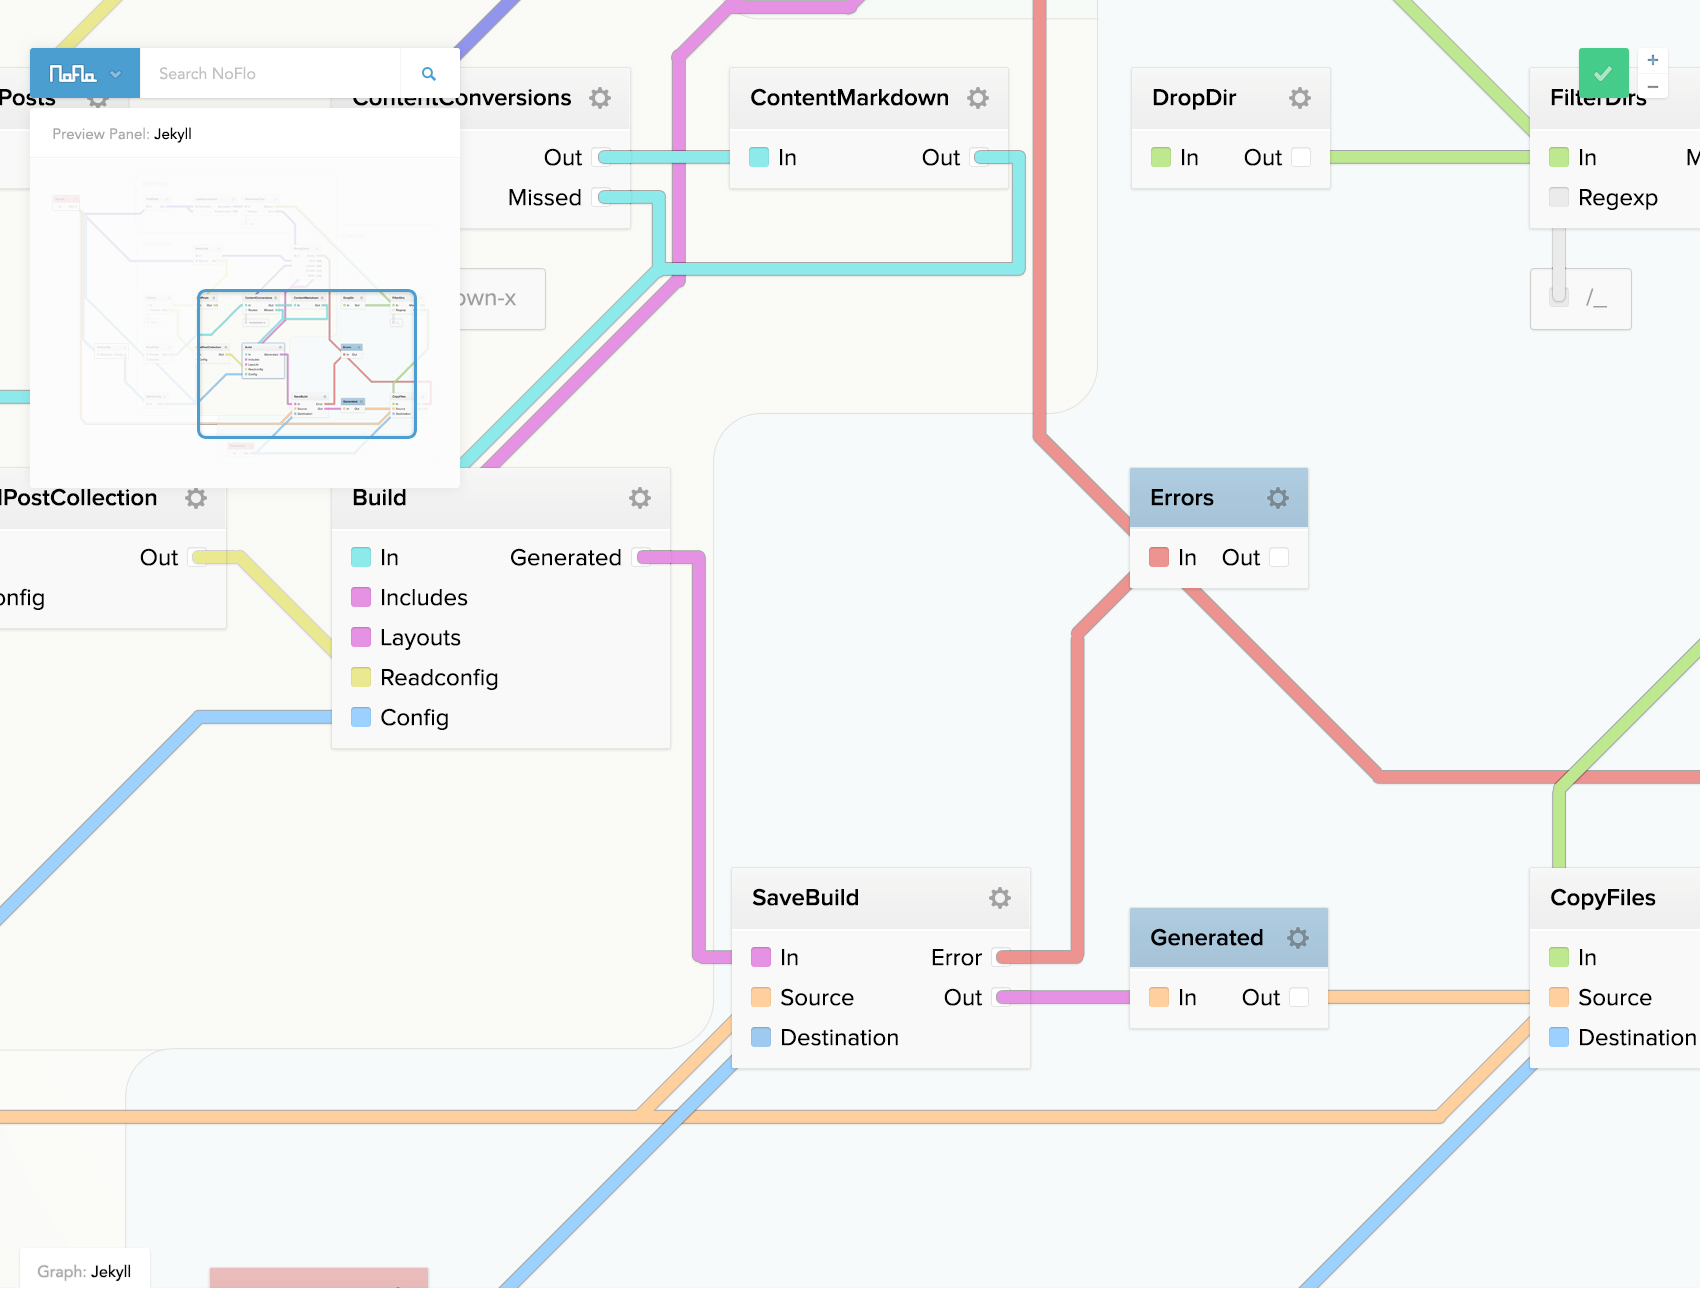 NoFlo
Search NoFlo
Preview Panel: Jekyll
Posts
ContentConversions
Out
Missed
ContentMarkdown
In Out
DropDir
In Out
FilterDirs
In M
Regexp
own-x
/_
PostCollection
Out
onfig
Build
In Generated
Includes
Layouts
Readconfig
Config
Errors
In Out
SaveBuild
In Error
Source Out
Destination
Generated
In Out
CopyFiles
In
Source
Destination
Graph: Jekyll